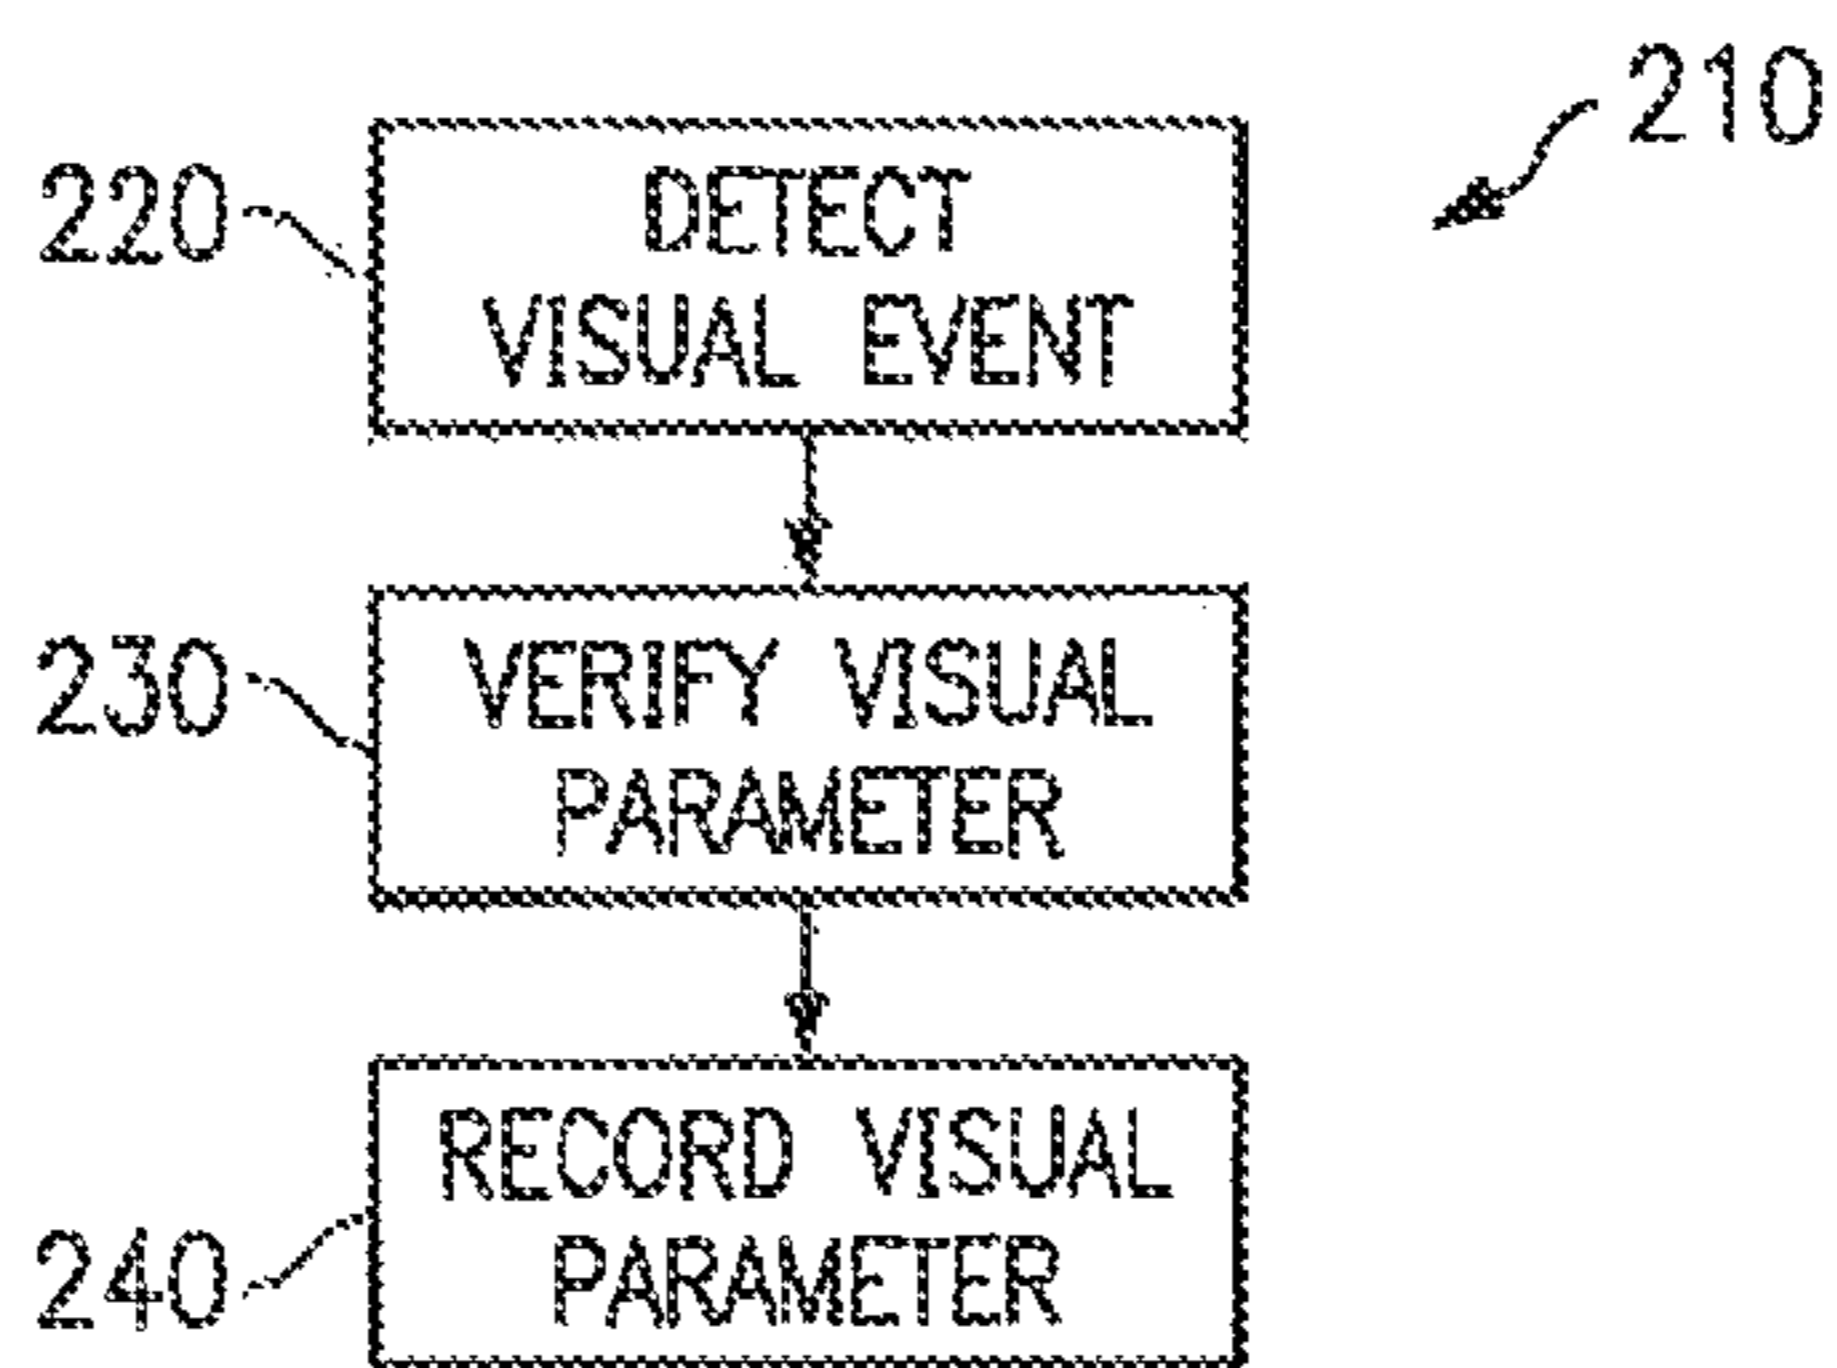 210
220
DETECT
VISUAL EVENT
230
VERIFY VISUAL
PARAMETER
240
RECORD VISUAL
PARAMETER